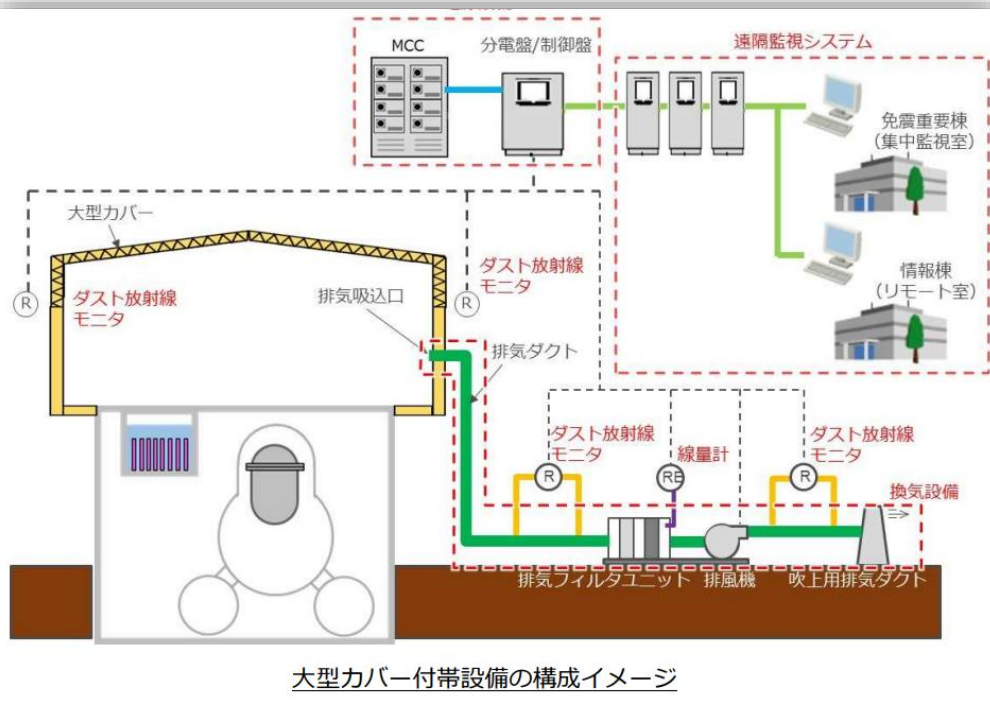 MCC
分電盤/制御盤
遠隔監視システム
免震重要棟
(集中監視室)
大型カバー
R
ダスト放射線
モニタ
排気吸込口
R
ダスト放射線
モニタ
情報棟
(リモート室)
排気ダクト
ダスト放射線
モニタ
R
線量計
RE
ダスト放射線
モニタ
R
換気設備
排気フィルタユニット
排風機
吹上用排気ダクト
大型カバー付帯設備の構成イメージ